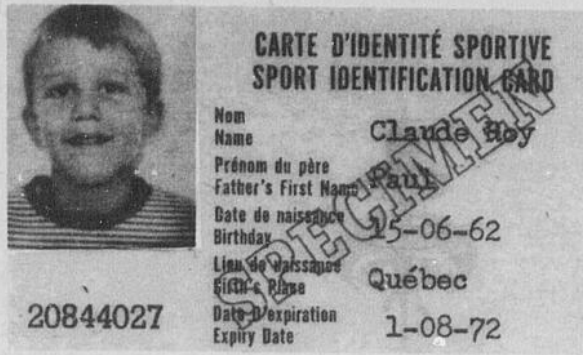 CARTE D'IDENTITÉ SPORTIVE
SPORT IDENTIFICATION CARD
Nom
Name Claude
Prénom du père
Father's First Name Paul
Date de naissance
Birthday 15-06-62
Lieu de naissance
Birth's Place Québec
Date D'expiration
Expiry Date 1-08-72
20844027
SPECIMEN